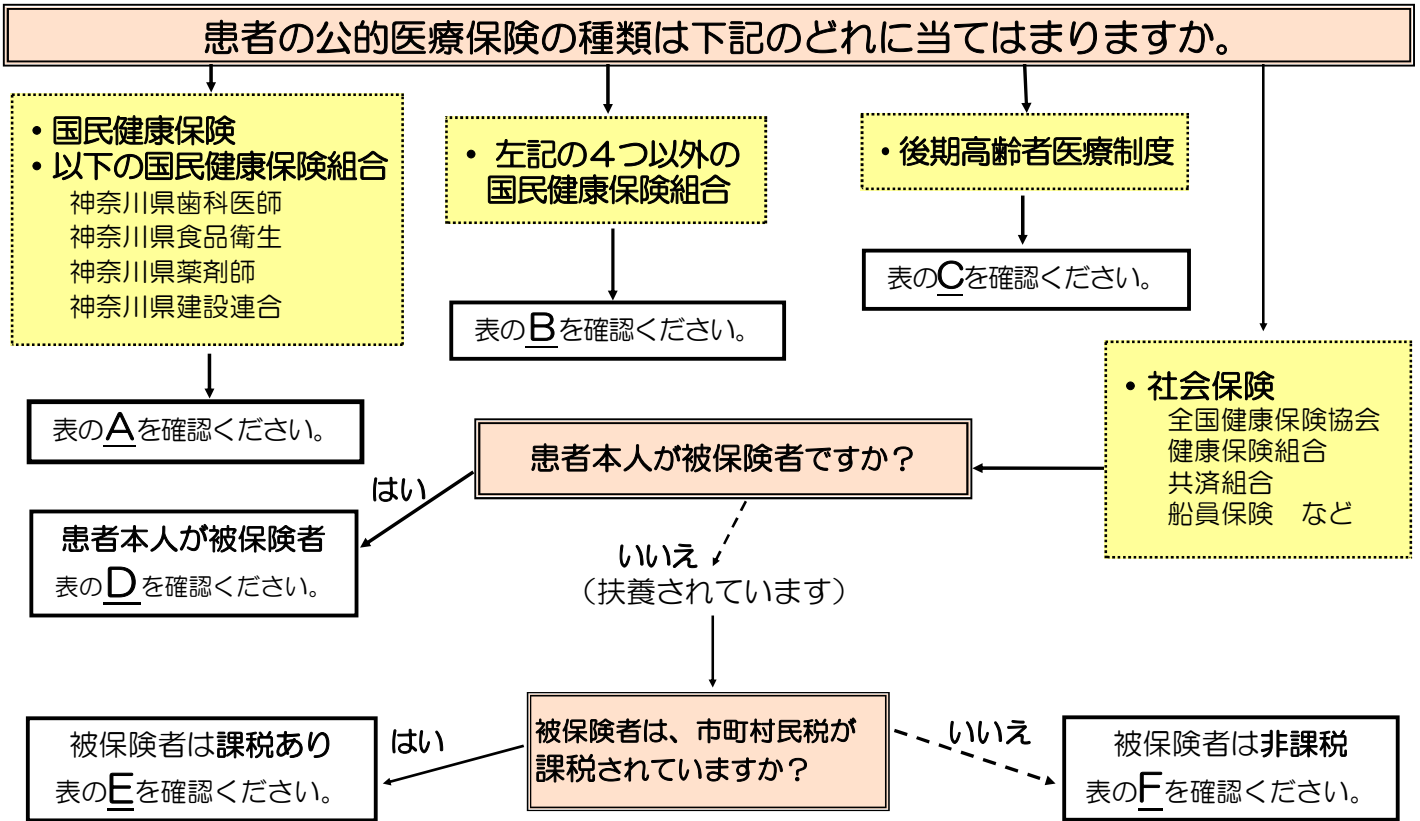 患者の公的医療保険の種類は下記のどれに当てはまりますか。
・国民健康保険
・以下の国民健康保険組合
神奈川県歯科医師
神奈川県食品衛生
神奈川県薬剤師
神奈川県建設連合
表のAを確認ください。
・左記の4つ以外の
国民健康保険組合
表のBを確認ください。
・後期高齢者医療制度
表のCを確認ください。
・社会保険
全国健康保険協会
健康保険組合
共済組合
船員保険 など
患者本人が被保険者ですか?
はい
患者本人が被保険者
表のDを確認ください。
いいえ
(扶養されています)
被保険者は、市町村民税が
課税されていますか?
はい
被保険者は課税あり
表のEを確認ください。
いいえ
被保険者は非課税
表のFを確認ください。